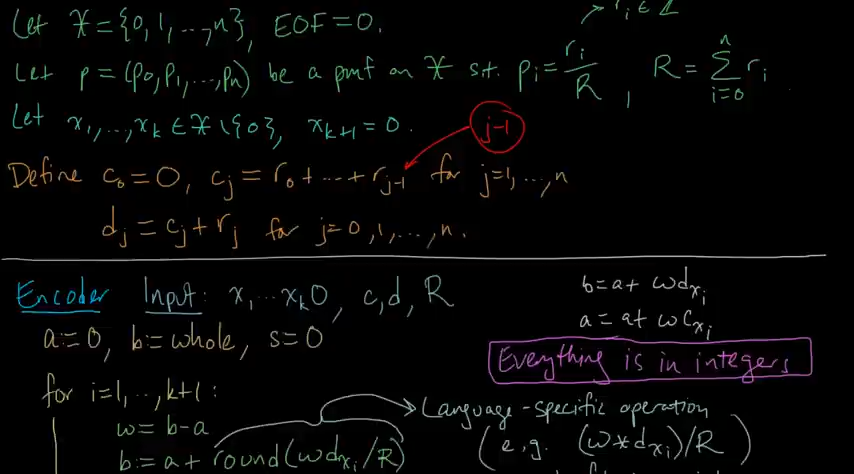 → r_i ∈ ℤ
Let 𝒳 = {0, 1, ..., n}, EOF = 0.
Let p = (p_0, p_1, ..., p_n) be a pmf on 𝒳 s.t. p_i = r_i / R, R = ∑_{i=0}^{n} r_i
Let x_1, ..., x_k ∈ 𝒳 \ {0}, x_{k+1} = 0.
j-1
Define c_0 = 0, c_j = r_0 + ... + r_{j-1} for j = 1, ..., n
d_j = c_j + r_j for j = 0, 1, ..., n.
Encoder Input: x_1 ... x_k 0, c, d, R
a := 0, b := whole, s = 0
b = a + w d_{x_i}
a = a + w c_{x_i}
Everything is in integers
for i = 1, ..., k+1:
w = b - a
b := a + round(w d_{x_i} / R)
→ Language-specific operation
(e.g. (w * d_{x_i}) / R)